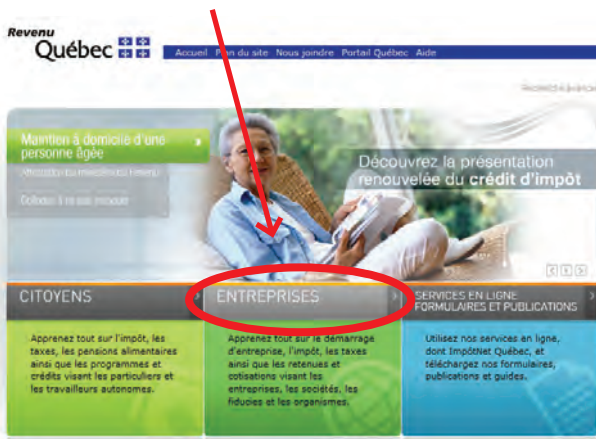 Revenu
Québec
Accueil Plan du site Nous joindre Portail Québec Aide
Maintien à domicile d'une
personne âgée
Découvrez la présentation
renouvelée du crédit d'impôt
CITOYENS
Apprenez tout sur l'impôt, les
taxes, les pensions alimentaires
ainsi que les programmes et
crédits visant les particuliers et
les travailleurs autonomes.
ENTREPRISES
Apprenez tout sur le démarrage
d'entreprise, l'impôt, les taxes
ainsi que les retenues et
cotisations visant les
entreprises, les sociétés, les
fiducies et les organismes.
SERVICES EN LIGNE
FORMULAIRES ET PUBLICATIONS
Utilisez nos services en ligne,
dont ImpôtNet Québec, et
téléchargez nos formulaires,
publications et guides.